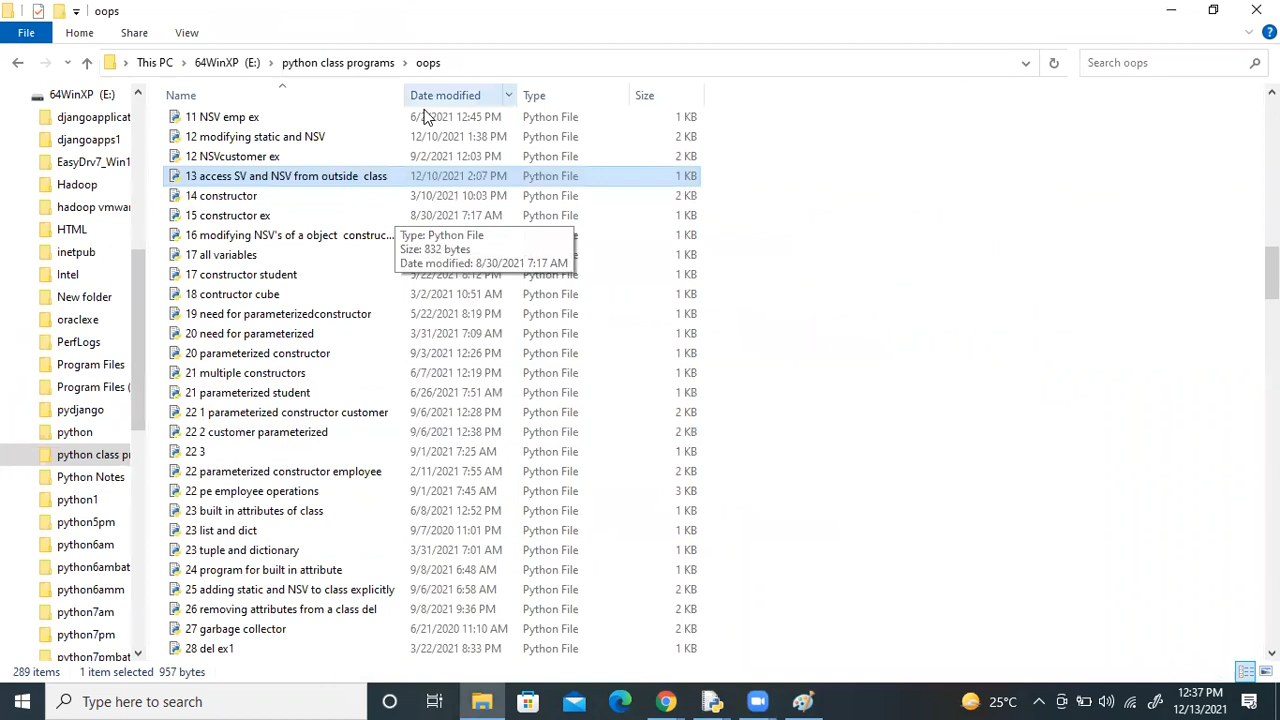 oops
File Home Share View
This PC 64WinXP (E:) python class programs oops Search oops
64WinXP (E:)
djangoapplicat
djangoapps1
EasyDrv7_Win1
Hadoop
hadoop vmwar
HTML
inetpub
Intel
New folder
oraclexe
PerfLogs
Program Files
Program Files (
pydjango
python
python class pr
Python Notes
python1
python5pm
python6am
python6ambat
python6amm
python7am
python7pm
python7pmbat
Name Date modified Type Size
11 NSV emp ex 12:45 PM Python File 1 KB
12 modifying static and NSV 12/10/2021 1:38 PM Python File 2 KB
12 NSVcustomer ex 9/2/2021 12:03 PM Python File 2 KB
13 access SV and NSV from outside class 12/10/2021 2:07 PM Python File 1 KB
14 constructor 3/10/2021 10:03 PM Python File 1 KB
15 constructor ex 8/30/2021 7:17 AM Python File 1 KB
16 modifying NSV's of a object construc... 1 KB
17 all variables 1 KB
Type: Python File
Size: 832 bytes
Date modified: 8/30/2021 7:17 AM
17 constructor student 5/22/2021 8:12 PM Python File 1 KB
18 contructor cube 3/2/2021 10:51 AM Python File 1 KB
19 need for parameterizedconstructor 5/22/2021 8:19 PM Python File 1 KB
20 need for parameterized 3/31/2021 7:09 AM Python File 1 KB
20 parameterized constructor 9/3/2021 12:26 PM Python File 1 KB
21 multiple constructors 6/7/2021 12:19 PM Python File 1 KB
21 parameterized student 6/26/2021 7:51 AM Python File 1 KB
22 1 parameterized constructor customer 9/6/2021 12:28 PM Python File 2 KB
22 2 customer parameterized 9/6/2021 12:38 PM Python File 2 KB
22 3 9/1/2021 7:25 AM Python File 1 KB
22 parameterized constructor employee 2/11/2021 7:55 AM Python File 2 KB
22 pe employee operations 9/1/2021 7:45 AM Python File 3 KB
23 built in attributes of class 6/8/2021 12:52 PM Python File 1 KB
23 list and dict 9/7/2020 11:01 PM Python File 1 KB
23 tuple and dictionary 3/31/2021 7:01 AM Python File 1 KB
24 program for built in attribute 9/8/2021 6:48 AM Python File 1 KB
25 adding static and NSV to class explicitly 9/6/2021 6:58 AM Python File 2 KB
26 removing attributes from a class del 9/8/2021 9:36 PM Python File 2 KB
27 garbage collector 6/21/2020 11:10 AM Python File 2 KB
28 del ex1 3/22/2021 8:33 PM Python File 1 KB
289 items 1 item selected 957 bytes
Type here to search 25°C 12:37 PM
12/13/2021